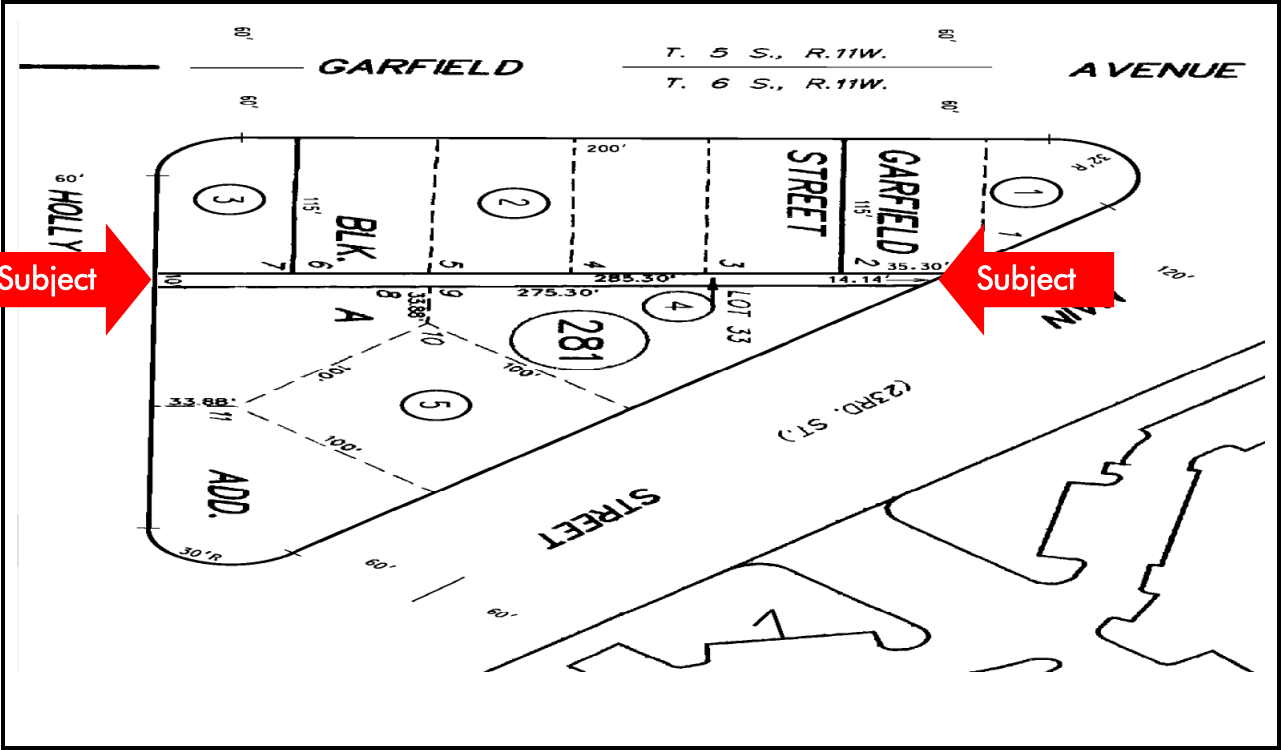 60'
60'
T. 5 S., R.11W.
GARFIELD
AVENUE
T. 6 S., R.11W.
60'
60'
200'
32'R
60'
HOLLY
3
115'
BLK.
2
STREET
115'
GARFIELD
1
1
7
6
5
4
3
2
35.30'
Subject
10'
285.30'
14.14'
Subject
120'
275.30'
8
33.88'
9
4
LOT 33
A
281
10
100'
100'
33.88'
11
5
(23RD. ST.)
100'
ADD.
STREET
30'R
60'
60'